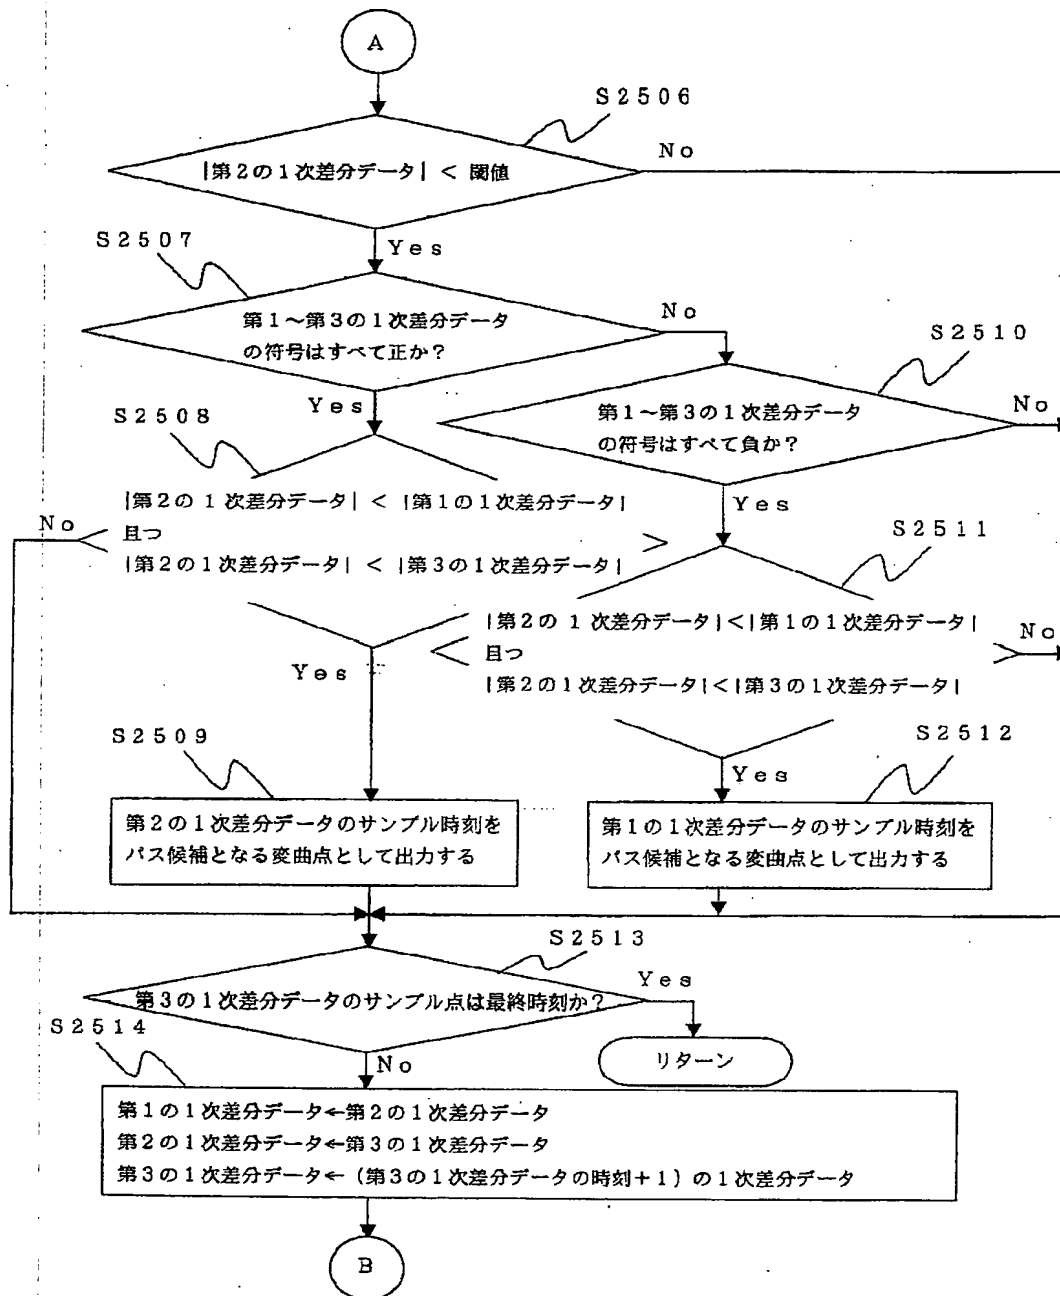 A
S2506
|第2の1次差分データ| < 閾値
No
Yes
S2507
第1～第3の1次差分データ
の符号はすべて正か？
No
S2510
Yes
第1～第3の1次差分データ
の符号はすべて負か？
No
S2508
Yes
|第2の1次差分データ| < |第1の1次差分データ|
且つ
|第2の1次差分データ| < |第3の1次差分データ|
No
S2511
|第2の1次差分データ|<|第1の1次差分データ|
且つ
|第2の1次差分データ|<|第3の1次差分データ|
No
Yes
S2509
S2512
Yes
第2の1次差分データのサンプル時刻を
パス候補となる変曲点として出力する
第1の1次差分データのサンプル時刻を
パス候補となる変曲点として出力する
S2513
第3の1次差分データのサンプル点は最終時刻か？
Yes
リターン
S2514
No
第1の1次差分データ←第2の1次差分データ
第2の1次差分データ←第3の1次差分データ
第3の1次差分データ←（第3の1次差分データの時刻＋1）の1次差分データ
B